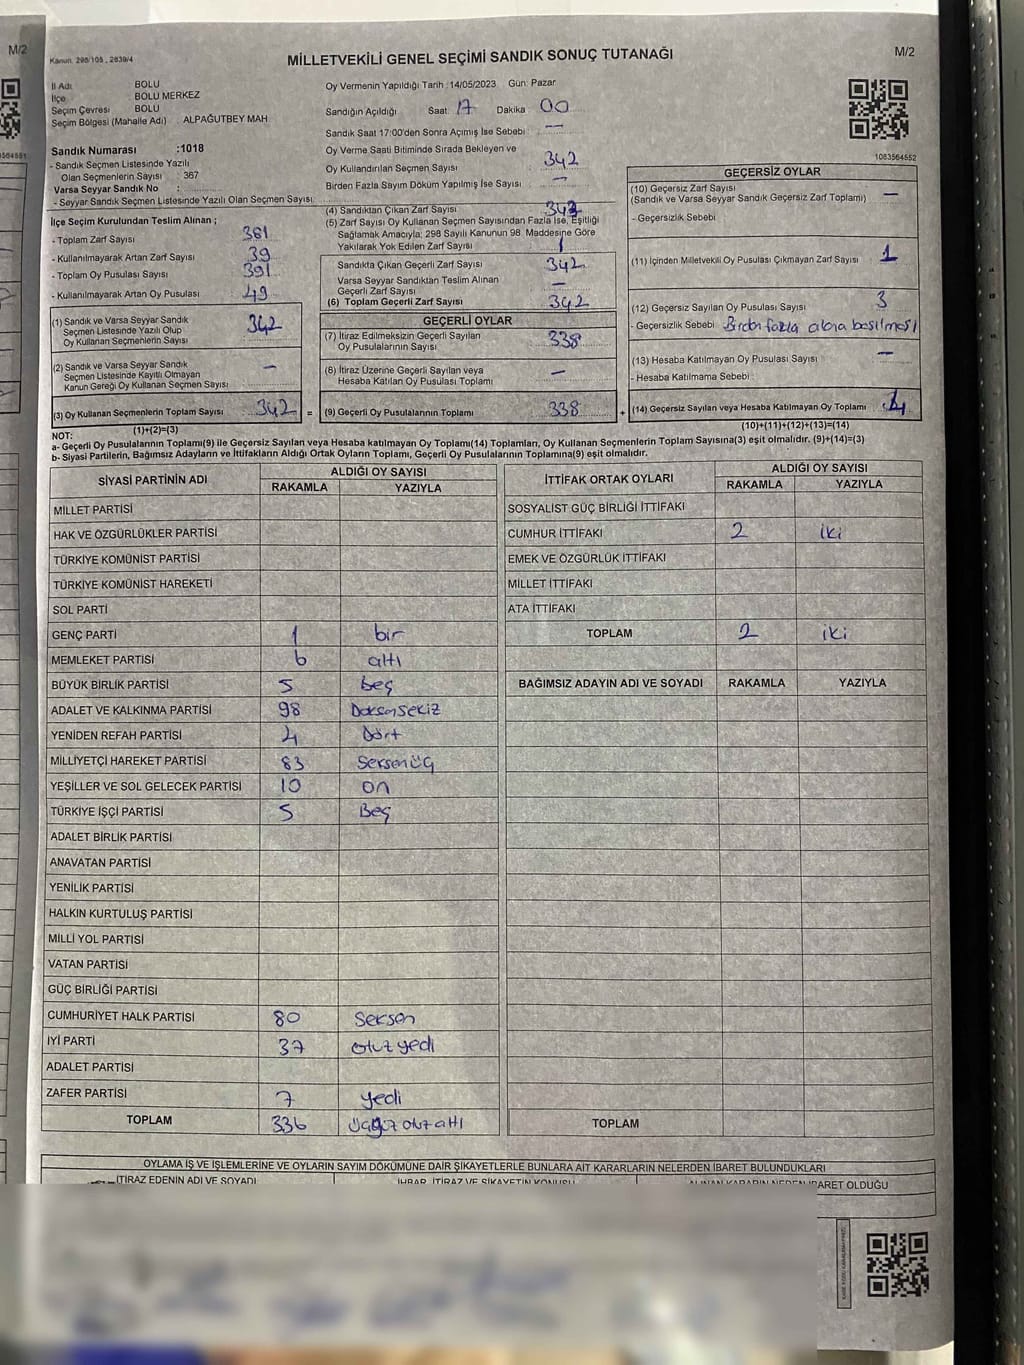 M/2
Kanun. 298/105 , 2839/4
MİLLETVEKİLİ GENEL SEÇİMİ SANDIK SONUÇ TUTANAĞI
M/2
İl Adı BOLU
İlçe BOLU MERKEZ
Seçim Çevresi BOLU
Seçim Bölgesi (Mahalle Adı) . ALPAĞUTBEY MAH
Sandık Numarası :1018
- Sandık Seçmen Listesinde Yazılı
Olan Seçmenlerin Sayısı : 367
Varsa Seyyar Sandık No :
- Seyyar Sandık Seçmen Listesinde Yazılı Olan Seçmen Sayısı
İlçe Seçim Kurulundan Teslim Alınan ;
- Toplam Zarf Sayısı 381
- Kullanılmayarak Artan Zarf Sayısı 39
- Toplam Oy Pusulası Sayısı 391
- Kullanılmayarak Artan Oy Pusulası 49
(1) Sandık ve Varsa Seyyar Sandık
Seçmen Listesinde Yazılı Olup
Oy Kullanan Seçmenlerin Sayısı 342
(2) Sandık ve Varsa Seyyar Sandık
Seçmen Listesinde Kayıtlı Olmayan
Kanun Gereği Oy Kullanan Seçmen Sayısı –
(3) Oy Kullanan Seçmenlerin Toplam Sayısı 342 =
(1)+(2)=(3)
Oy Vermenin Yapıldığı Tarih : 14/05/2023 Gün: Pazar
Sandığın Açıldığı Saat 17 Dakika 00
Sandık Saat 17:00'den Sonra Açımış İse Sebebi : —
Oy Verme Saati Bitiminde Sırada Bekleyen ve
Oy Kullandırılan Seçmen Sayısı 342
Birden Fazla Sayım Döküm Yapılmış İse Sayısı —
(4) Sandıktan Çıkan Zarf Sayısı 342
(5) Zarf Sayısı Oy Kullanan Seçmen Sayısından Fazla İse, Eşitliği
Sağlamak Amacıyla; 298 Sayılı Kanunun 98. Maddesine Göre
Yakılarak Yok Edilen Zarf Sayısı
Sandıkta Çıkan Geçerli Zarf Sayısı 342
Varsa Seyyar Sandıktan Teslim Alınan
Geçerli Zarf Sayısı —
(6) Toplam Geçerli Zarf Sayısı 342
GEÇERLİ OYLAR
(7) İtiraz Edilmeksizin Geçerli Sayılan
Oy Pusulalarının Sayısı 338
(8) İtiraz Üzerine Geçerli Sayılan veya
Hesaba Katılan Oy Pusulası Toplamı —
(9) Geçerli Oy Pusulalarının Toplamı 338 +
1083564552
GEÇERSİZ OYLAR
(10) Geçersiz Zarf Sayısı
(Sandık ve Varsa Seyyar Sandık Geçersiz Zarf Toplamı) —
- Geçersizlik Sebebi
(11) İçinden Milletvekili Oy Pusulası Çıkmayan Zarf Sayısı 1
(12) Geçersiz Sayılan Oy Pusulası Sayısı 3
- Geçersizlik Sebebi Birden fazla alana basılması
(13) Hesaba Katılmayan Oy Pusulası Sayısı —
- Hesaba Katılmama Sebebi :
(14) Geçersiz Sayılan veya Hesaba Katılmayan Oy Toplamı : 4
(10)+(11)+(12)+(13)=(14)
NOT:
a- Geçerli Oy Pusulalarının Toplamı(9) ile Geçersiz Sayılan veya Hesaba katılmayan Oy Toplamı(14) Toplamları, Oy Kullanan Seçmenlerin Toplam Sayısına(3) eşit olmalıdır. (9)+(14)=(3)
b- Siyasi Partilerin, Bağımsız Adayların ve İttifakların Aldığı Ortak Oyların Toplamı, Geçerli Oy Pusulalarının Toplamına(9) eşit olmalıdır.
SİYASİ PARTİNİN ADI ALDIĞI OY SAYISI
RAKAMLA YAZIYLA
MİLLET PARTİSİ
HAK VE ÖZGÜRLÜKLER PARTİSİ
TÜRKİYE KOMÜNİST PARTİSİ
TÜRKİYE KOMÜNİST HAREKETİ
SOL PARTİ
GENÇ PARTİ 1 bir
MEMLEKET PARTİSİ 6 altı
BÜYÜK BİRLİK PARTİSİ 5 beş
ADALET VE KALKINMA PARTİSİ 98 Doksansekiz
YENİDEN REFAH PARTİSİ 4 Dört
MİLLİYETÇİ HAREKET PARTİSİ 83 Seksenüç
YEŞİLLER VE SOL GELECEK PARTİSİ 10 on
TÜRKİYE İŞÇİ PARTİSİ 5 Beş
ADALET BİRLİK PARTİSİ
ANAVATAN PARTİSİ
YENİLİK PARTİSİ
HALKIN KURTULUŞ PARTİSİ
MİLLİ YOL PARTİSİ
VATAN PARTİSİ
GÜÇ BİRLİĞİ PARTİSİ
CUMHURİYET HALK PARTİSİ 80 Seksen
İYİ PARTİ 37 otuz yedi
ADALET PARTİSİ
ZAFER PARTİSİ 7 yedi
TOPLAM 336 üçyüz otuz altı
İTTİFAK ORTAK OYLARI ALDIĞI OY SAYISI
RAKAMLA YAZIYLA
SOSYALİST GÜÇ BİRLİĞİ İTTİFAKI
CUMHUR İTTİFAKI 2 iki
EMEK VE ÖZGÜRLÜK İTTİFAKI
MİLLET İTTİFAKI
ATA İTTİFAKI
TOPLAM 2 iki
BAĞIMSIZ ADAYIN ADI VE SOYADI RAKAMLA YAZIYLA
TOPLAM
OYLAMA İŞ VE İŞLEMLERİNE VE OYLARIN SAYIM DÖKÜMÜNE DAİR ŞİKAYETLERLE BUNLARA AİT KARARLARIN NELERDEN İBARET BULUNDUKLARI
İTİRAZ EDENİN ADI VE SOYADI İHBAR, İTİRAZ VE ŞİKAYETİN KONUSU ALINAN KARARIN NEDEN İBARET OLDUĞU